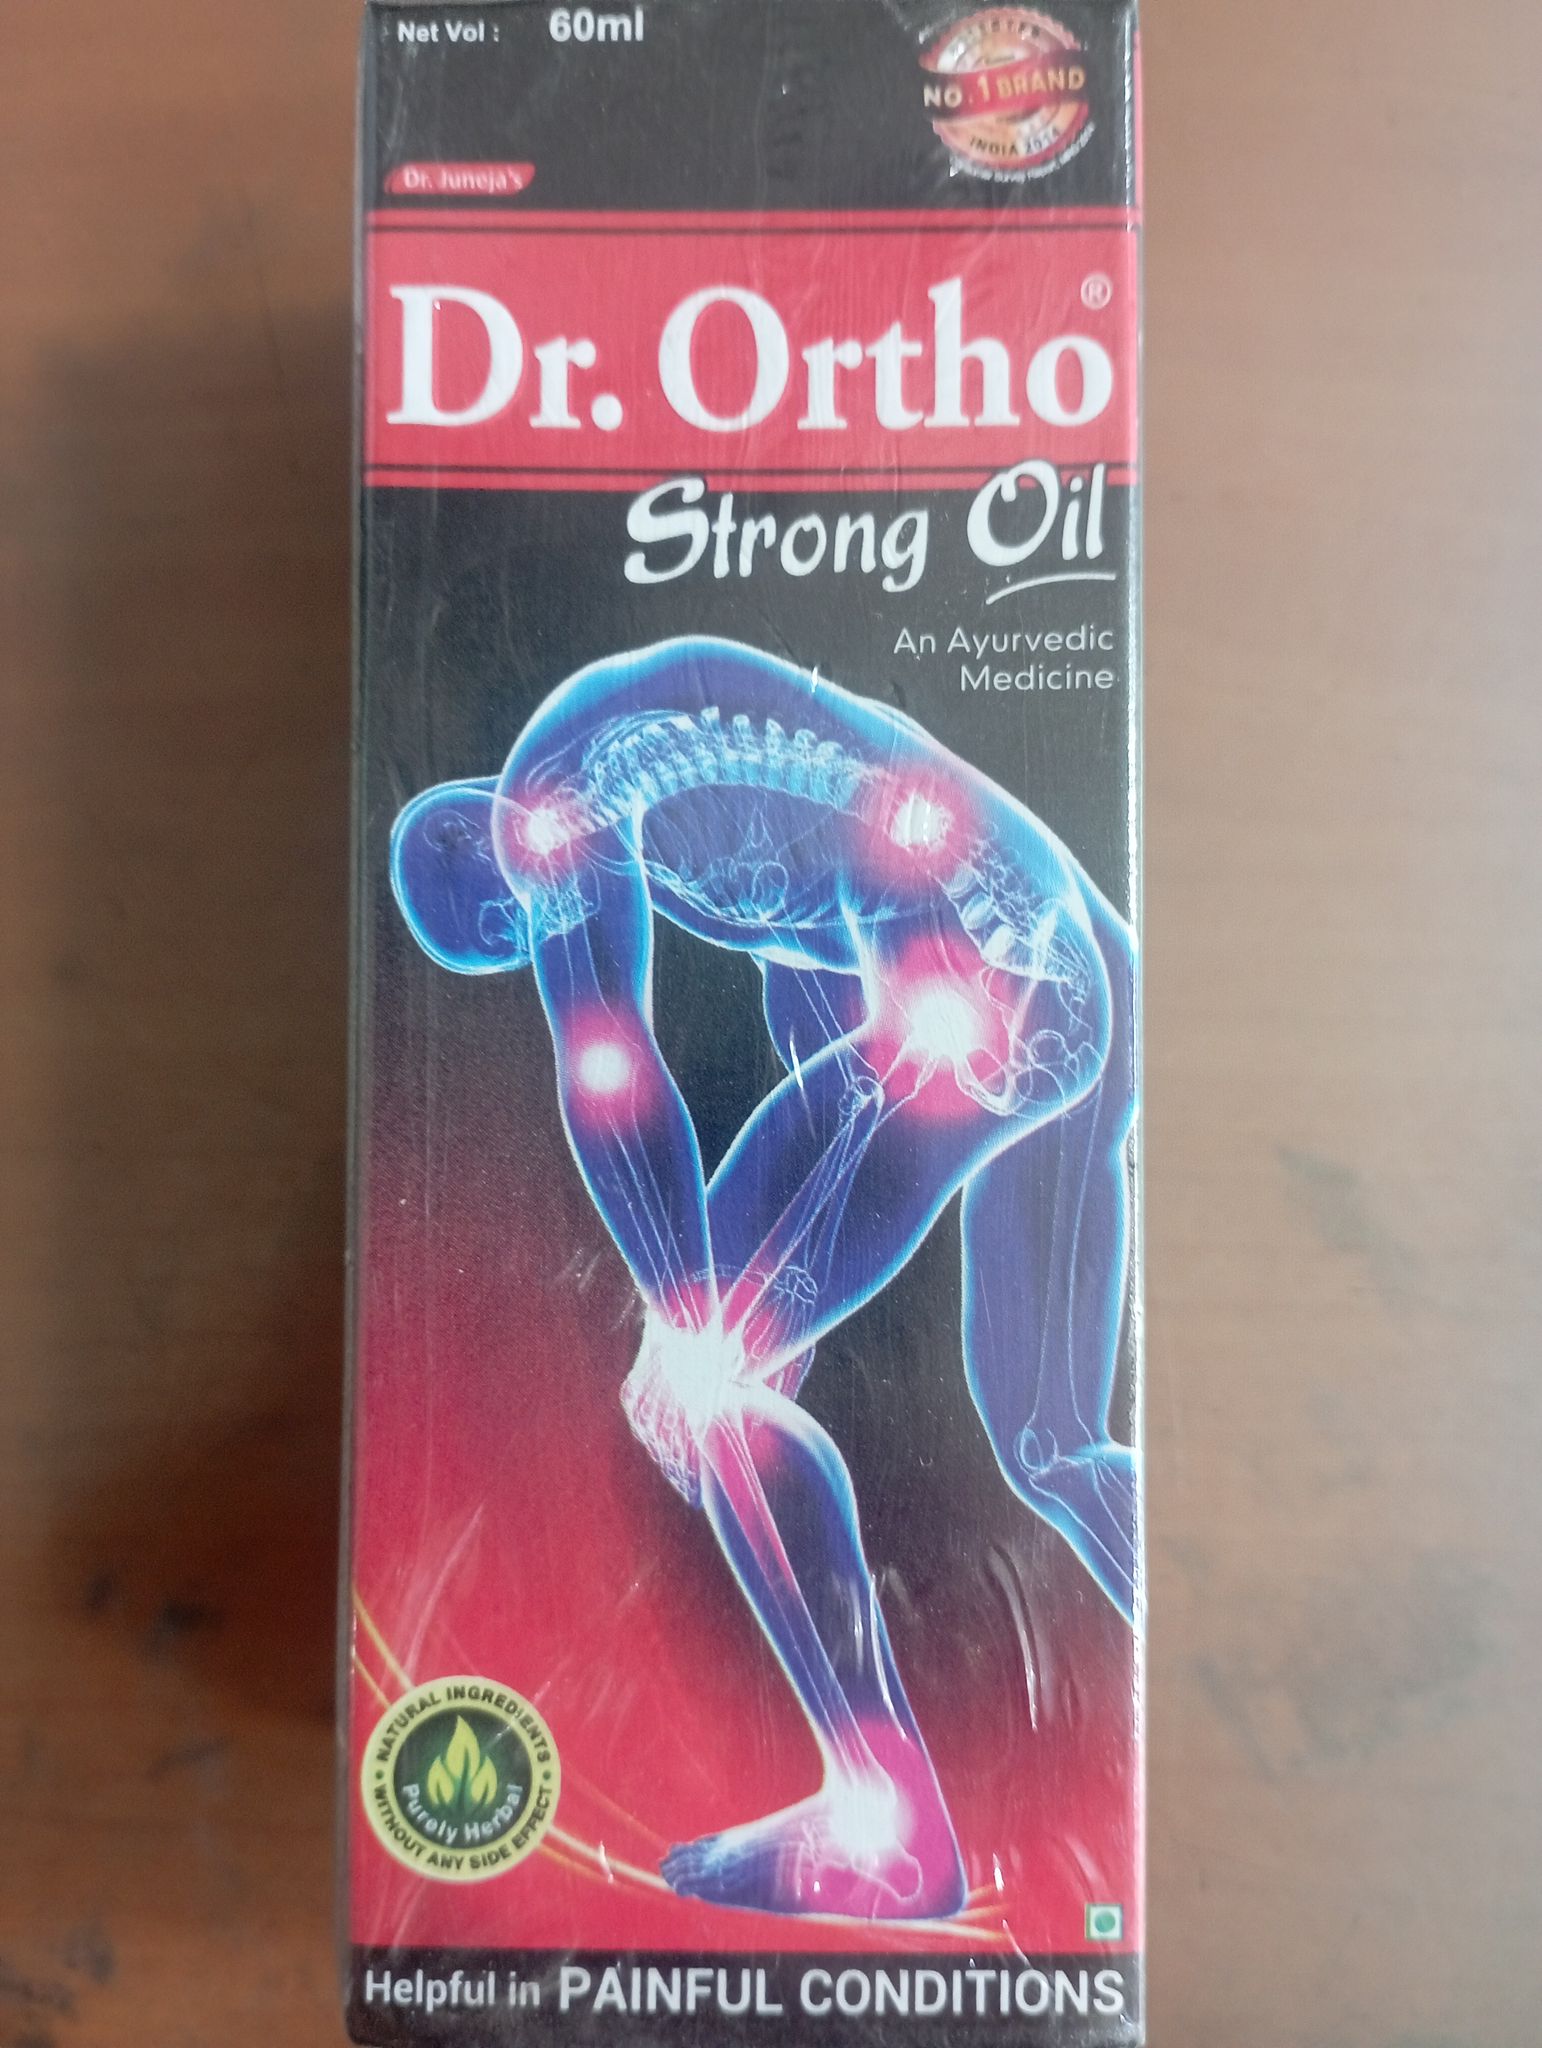 Net Vol : 60ml
NO. 1 BRAND
INDIA
Dr. Juneja's
Dr. Ortho®
Strong Oil
An Ayurvedic
Medicine
NATURAL INGREDIENTS
Purely Herbal
WITHOUT ANY SIDE EFFECT
Helpful in PAINFUL CONDITIONS